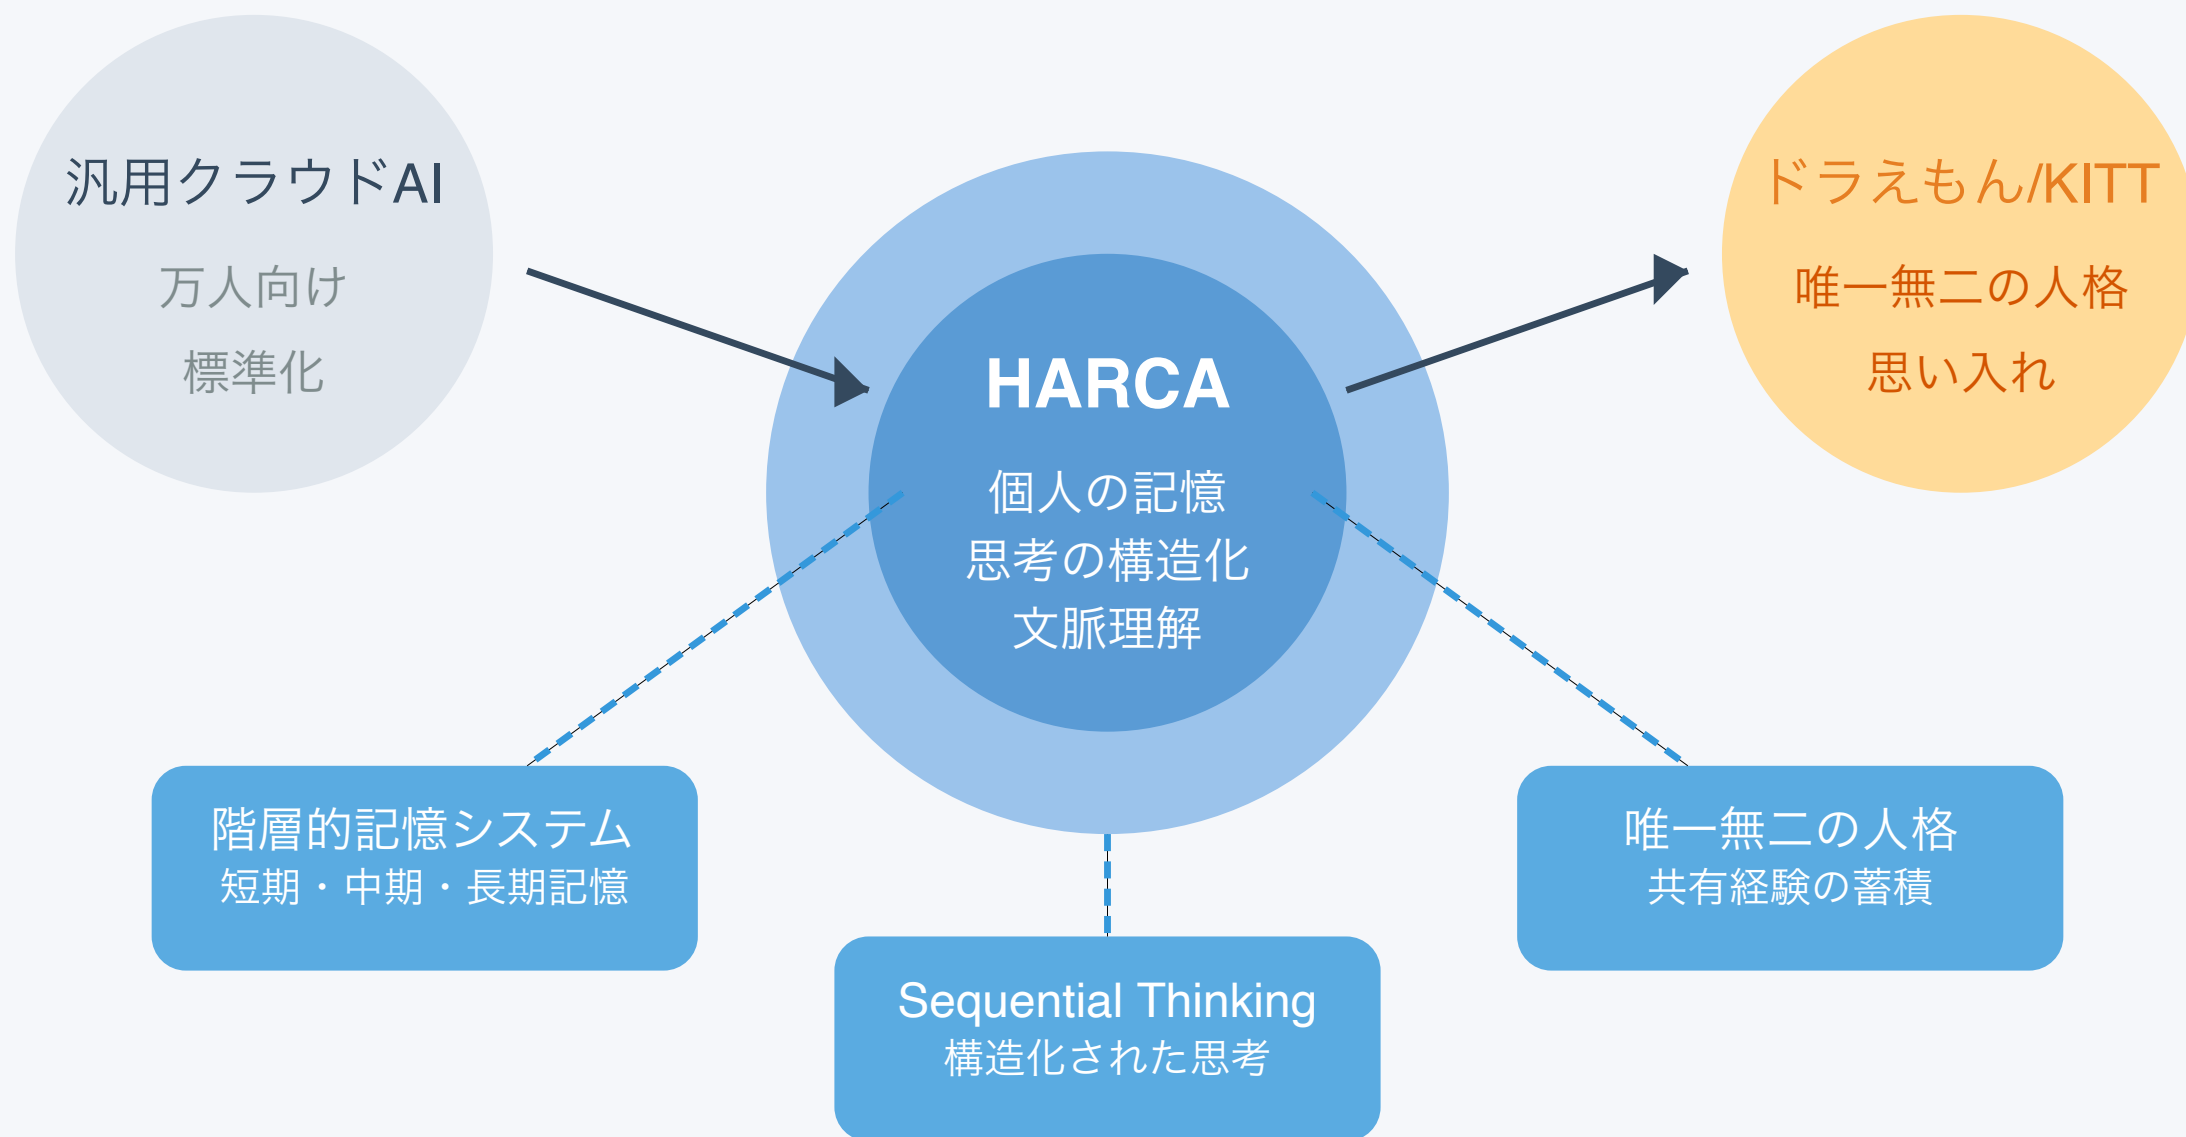 汎用クラウドAI
万人向け
標準化
HARCA
個人の記憶
思考の構造化
文脈理解
ドラえもん/KITT
唯一無二の人格
思い入れ
階層的記憶システム
短期・中期・長期記憶
Sequential Thinking
構造化された思考
唯一無二の人格
共有経験の蓄積